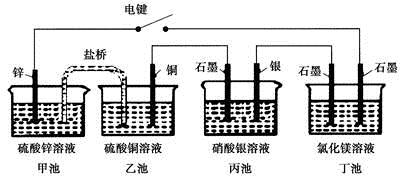 电键
盐桥
锌 铜 石墨 银 石墨 石墨
硫酸锌溶液 硫酸铜溶液 硝酸银溶液 氯化镁溶液
甲池 乙池 丙池 丁池